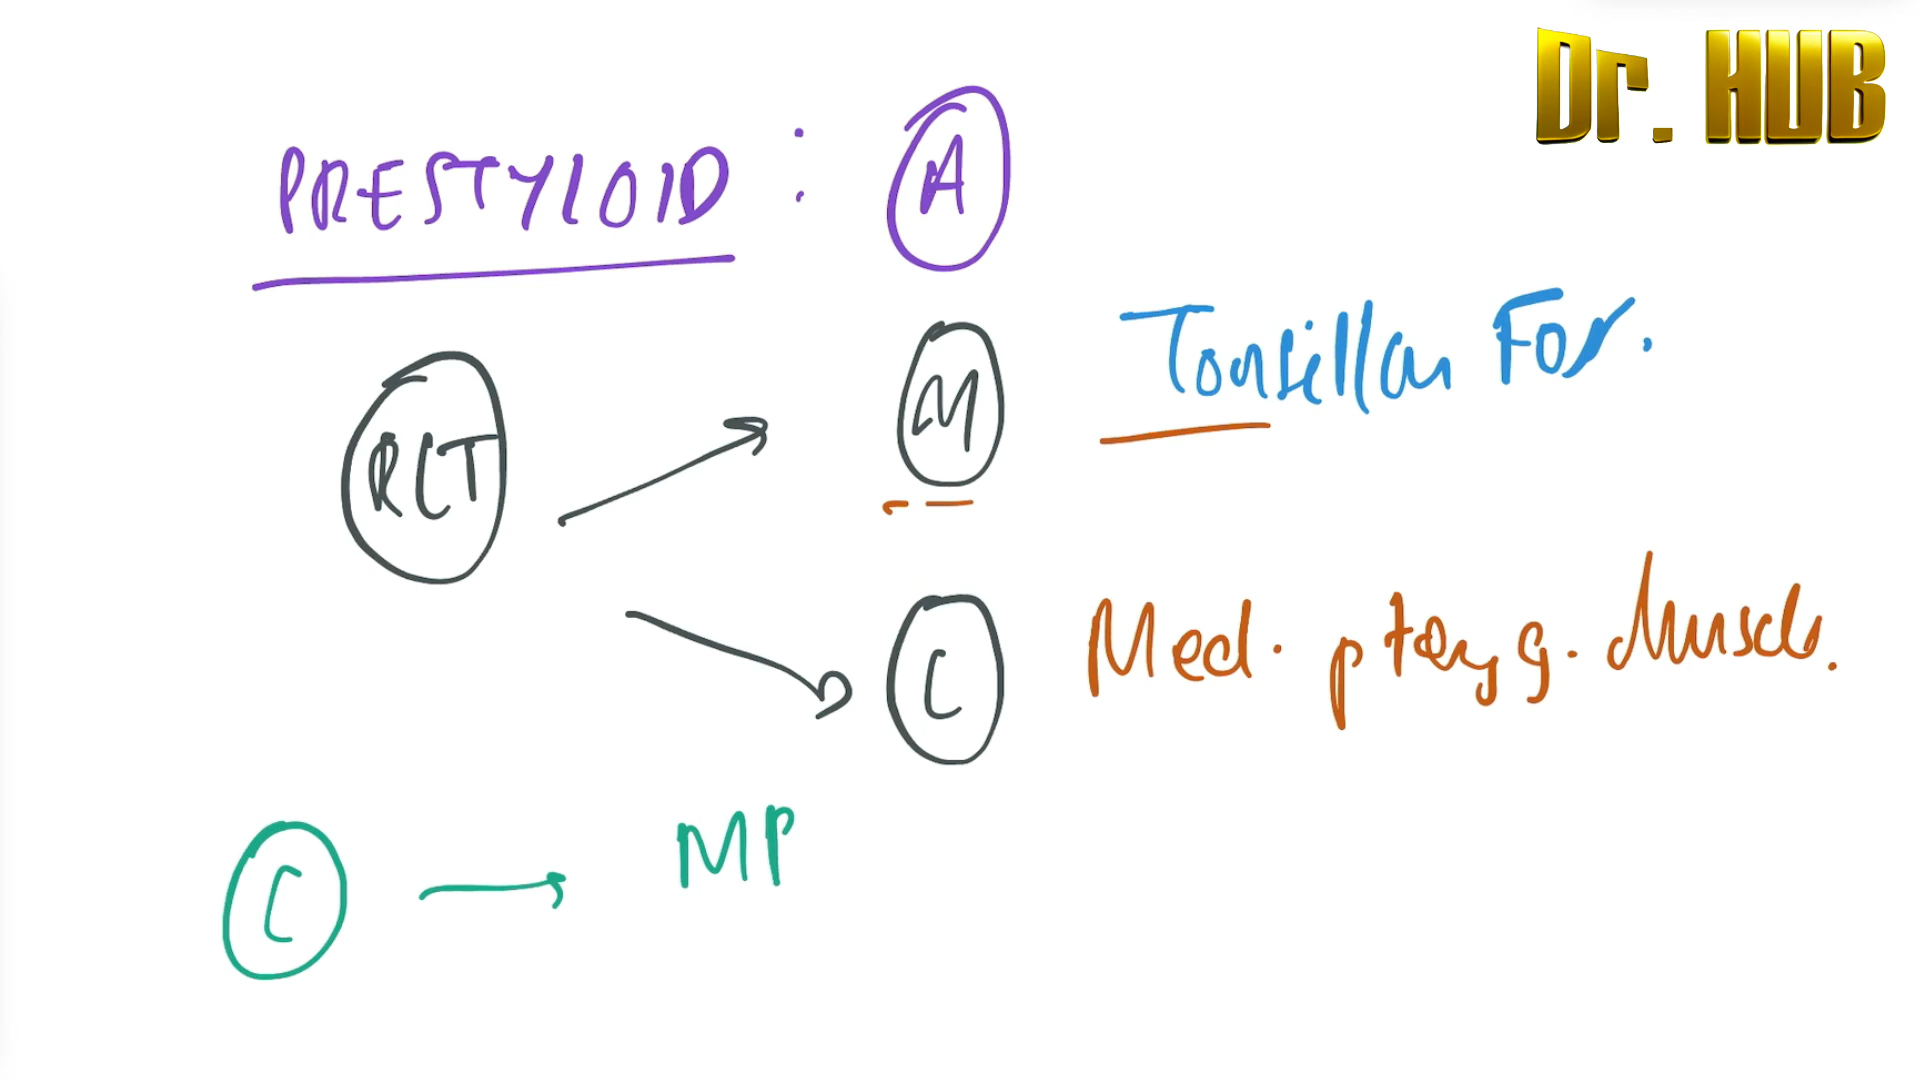 Dr. HUB
PRESTYLOID : A
Tonsillar For.
M
RCT
C
Med. pteryg. Muscle.
C → MP